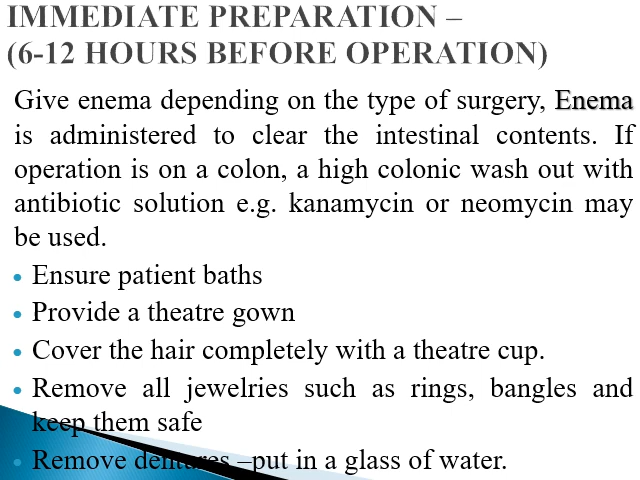 IMMEDIATE PREPARATION –
(6-12 HOURS BEFORE OPERATION)
Give enema depending on the type of surgery, Enema
is administered to clear the intestinal contents. If
operation is on a colon, a high colonic wash out with
antibiotic solution e.g. kanamycin or neomycin may
be used.
• Ensure patient baths
• Provide a theatre gown
• Cover the hair completely with a theatre cup.
• Remove all jewelries such as rings, bangles and
keep them safe
• Remove dentures –put in a glass of water.